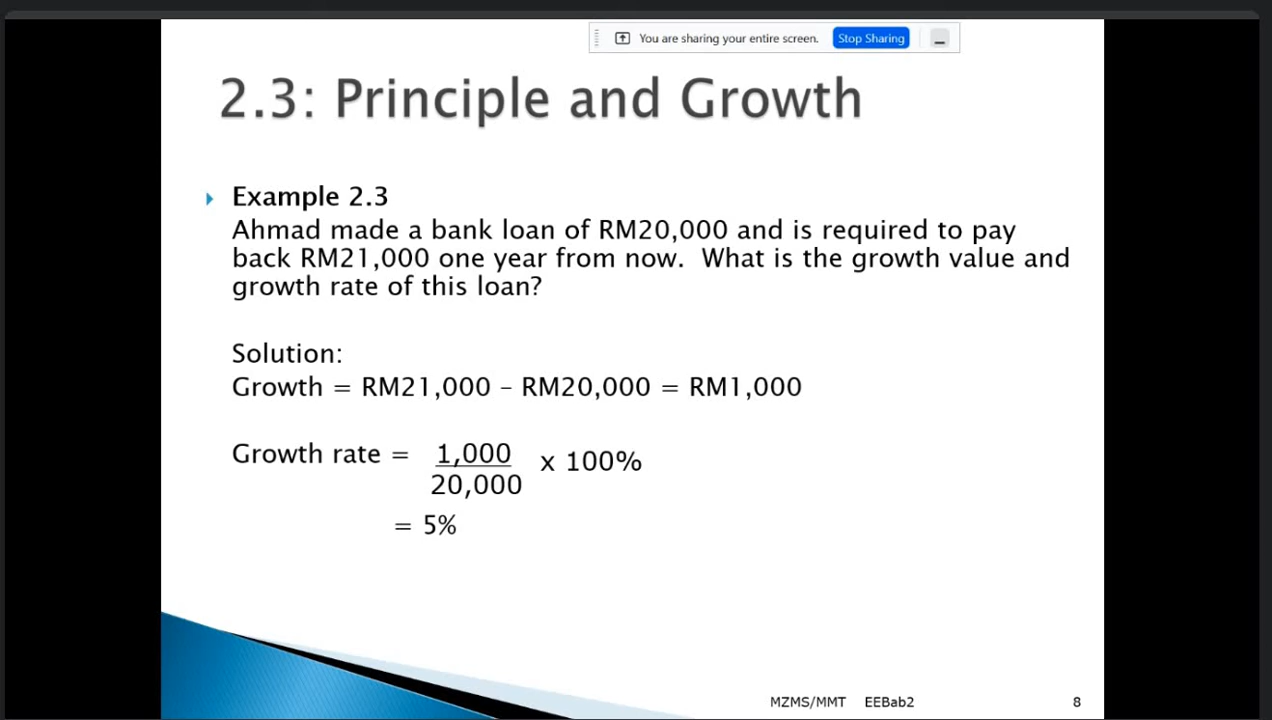 You are sharing your entire screen. Stop Sharing
2.3: Principle and Growth
Example 2.3
Ahmad made a bank loan of RM20,000 and is required to pay
back RM21,000 one year from now. What is the growth value and
growth rate of this loan?
Solution:
Growth = RM21,000 – RM20,000 = RM1,000
Growth rate = 1,000 x 100%
20,000
= 5%
MZMS/MMT EEBab2 8